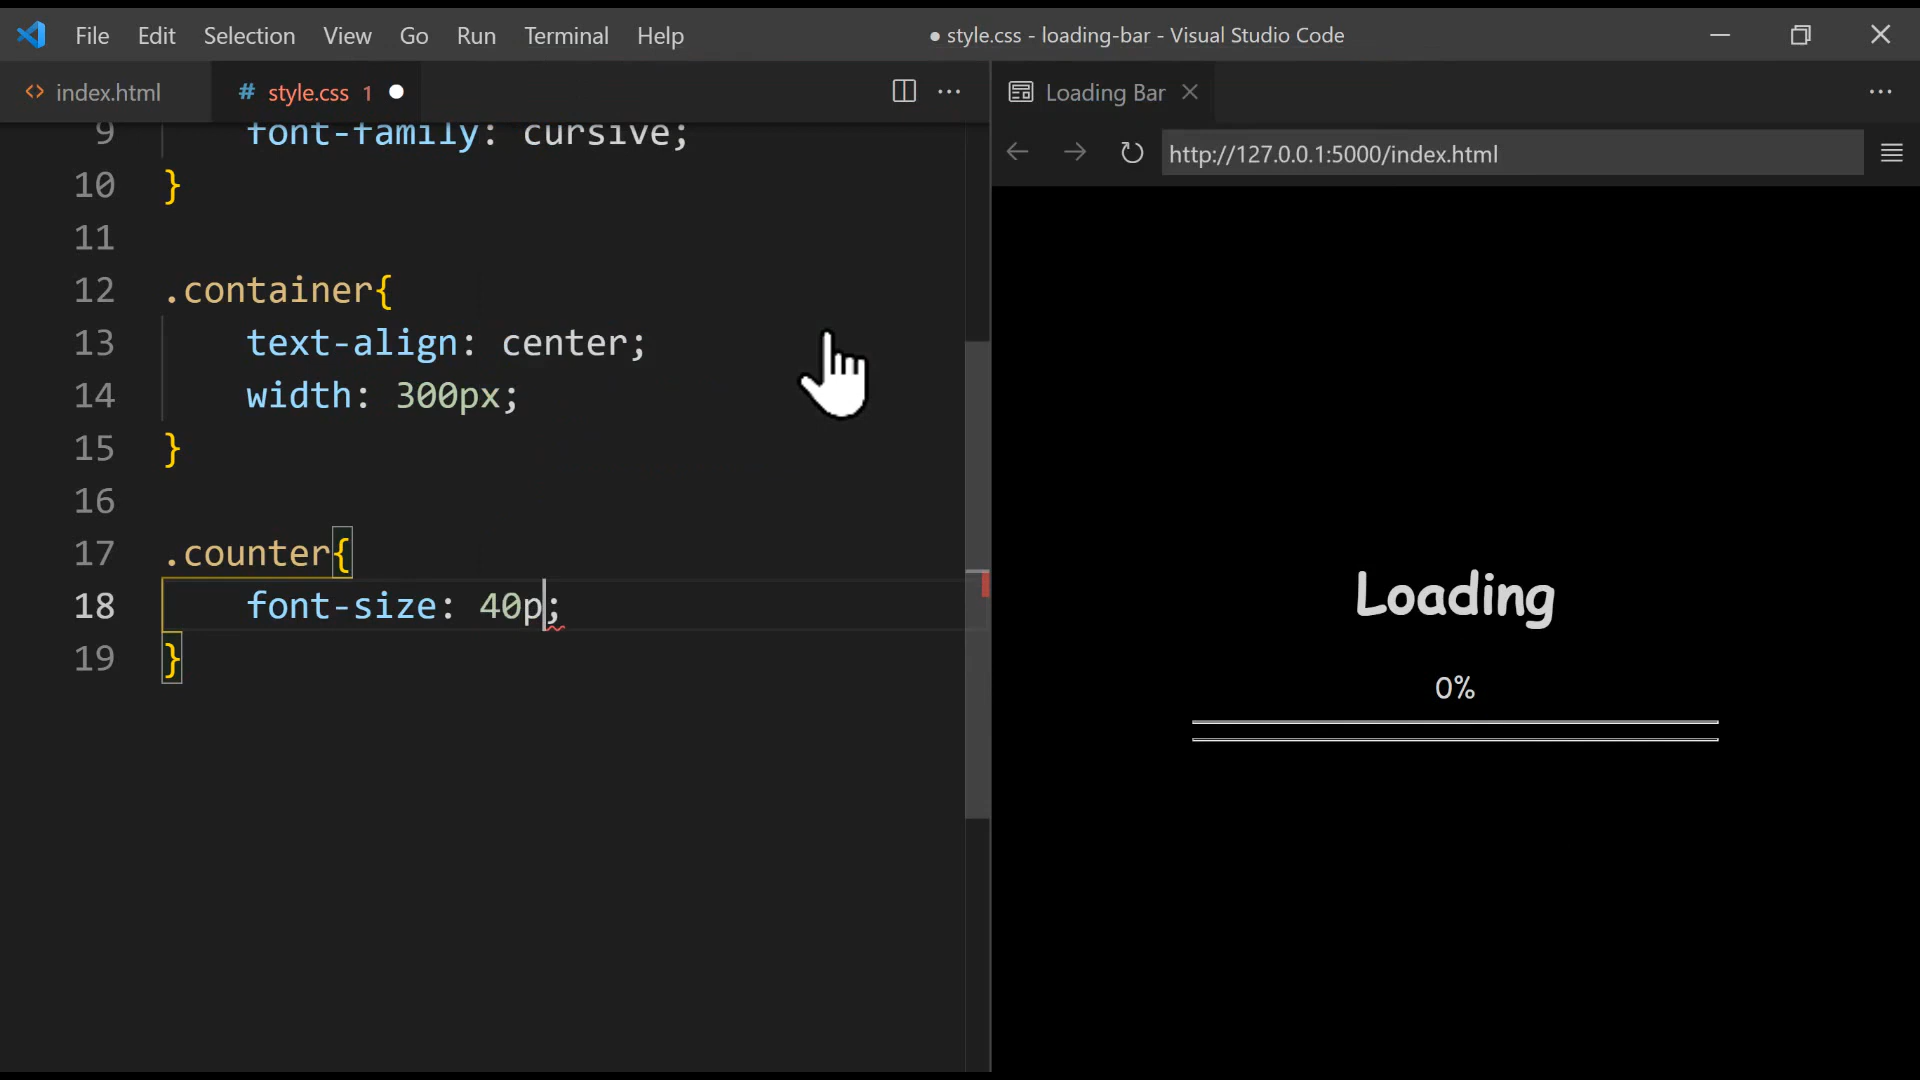 File Edit Selection View Go Run Terminal Help
● style.css - loading-bar - Visual Studio Code
<> index.html
# style.css 1 ●
Loading Bar
http://127.0.0.1:5000/index.html
9 font-family: cursive;
10 }
11
12 .container{
13 text-align: center;
14 width: 300px;
15 }
16
17 .counter{
18 font-size: 40p;
19 }
Loading
0%